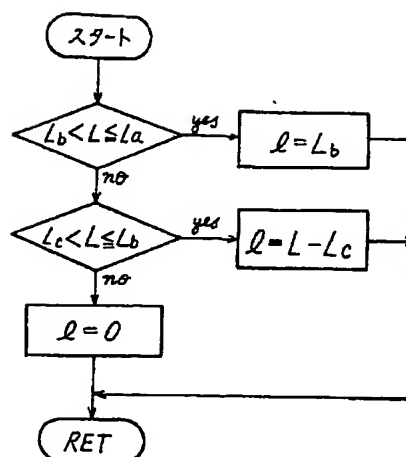 スタート
Lb<L≦La
yes
l=Lb
no
Lc<L≦Lb
yes
l=L-Lc
no
l=0
RET